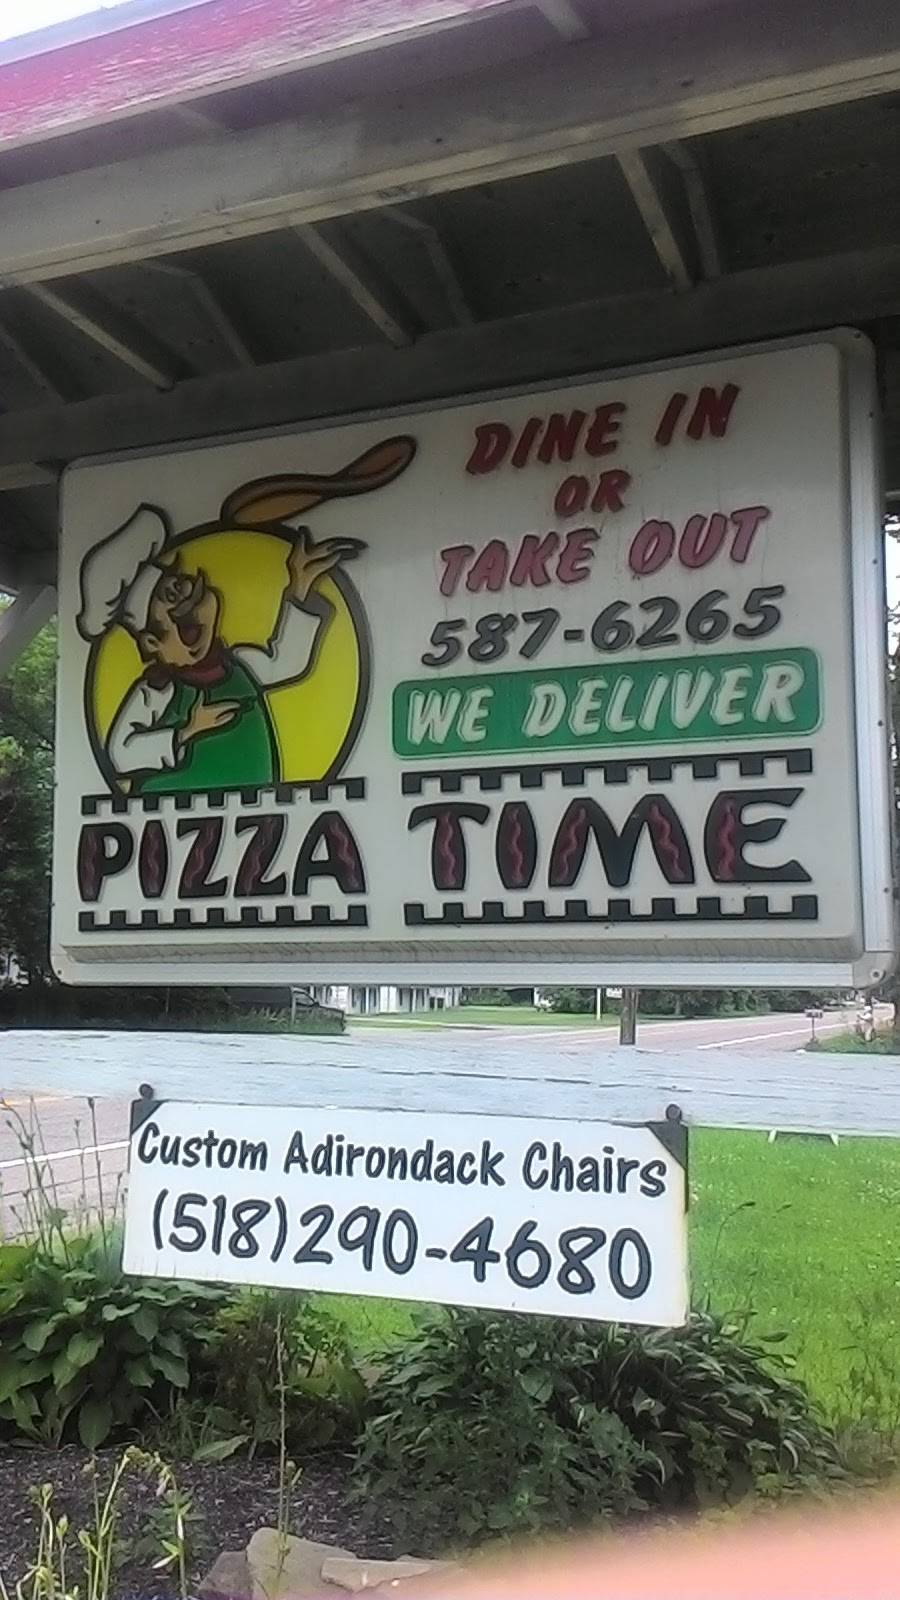 DINE IN
OR
TAKE OUT
587-6265
WE DELIVER
PIZZA TIME
Custom Adirondack Chairs
(518)290-4680